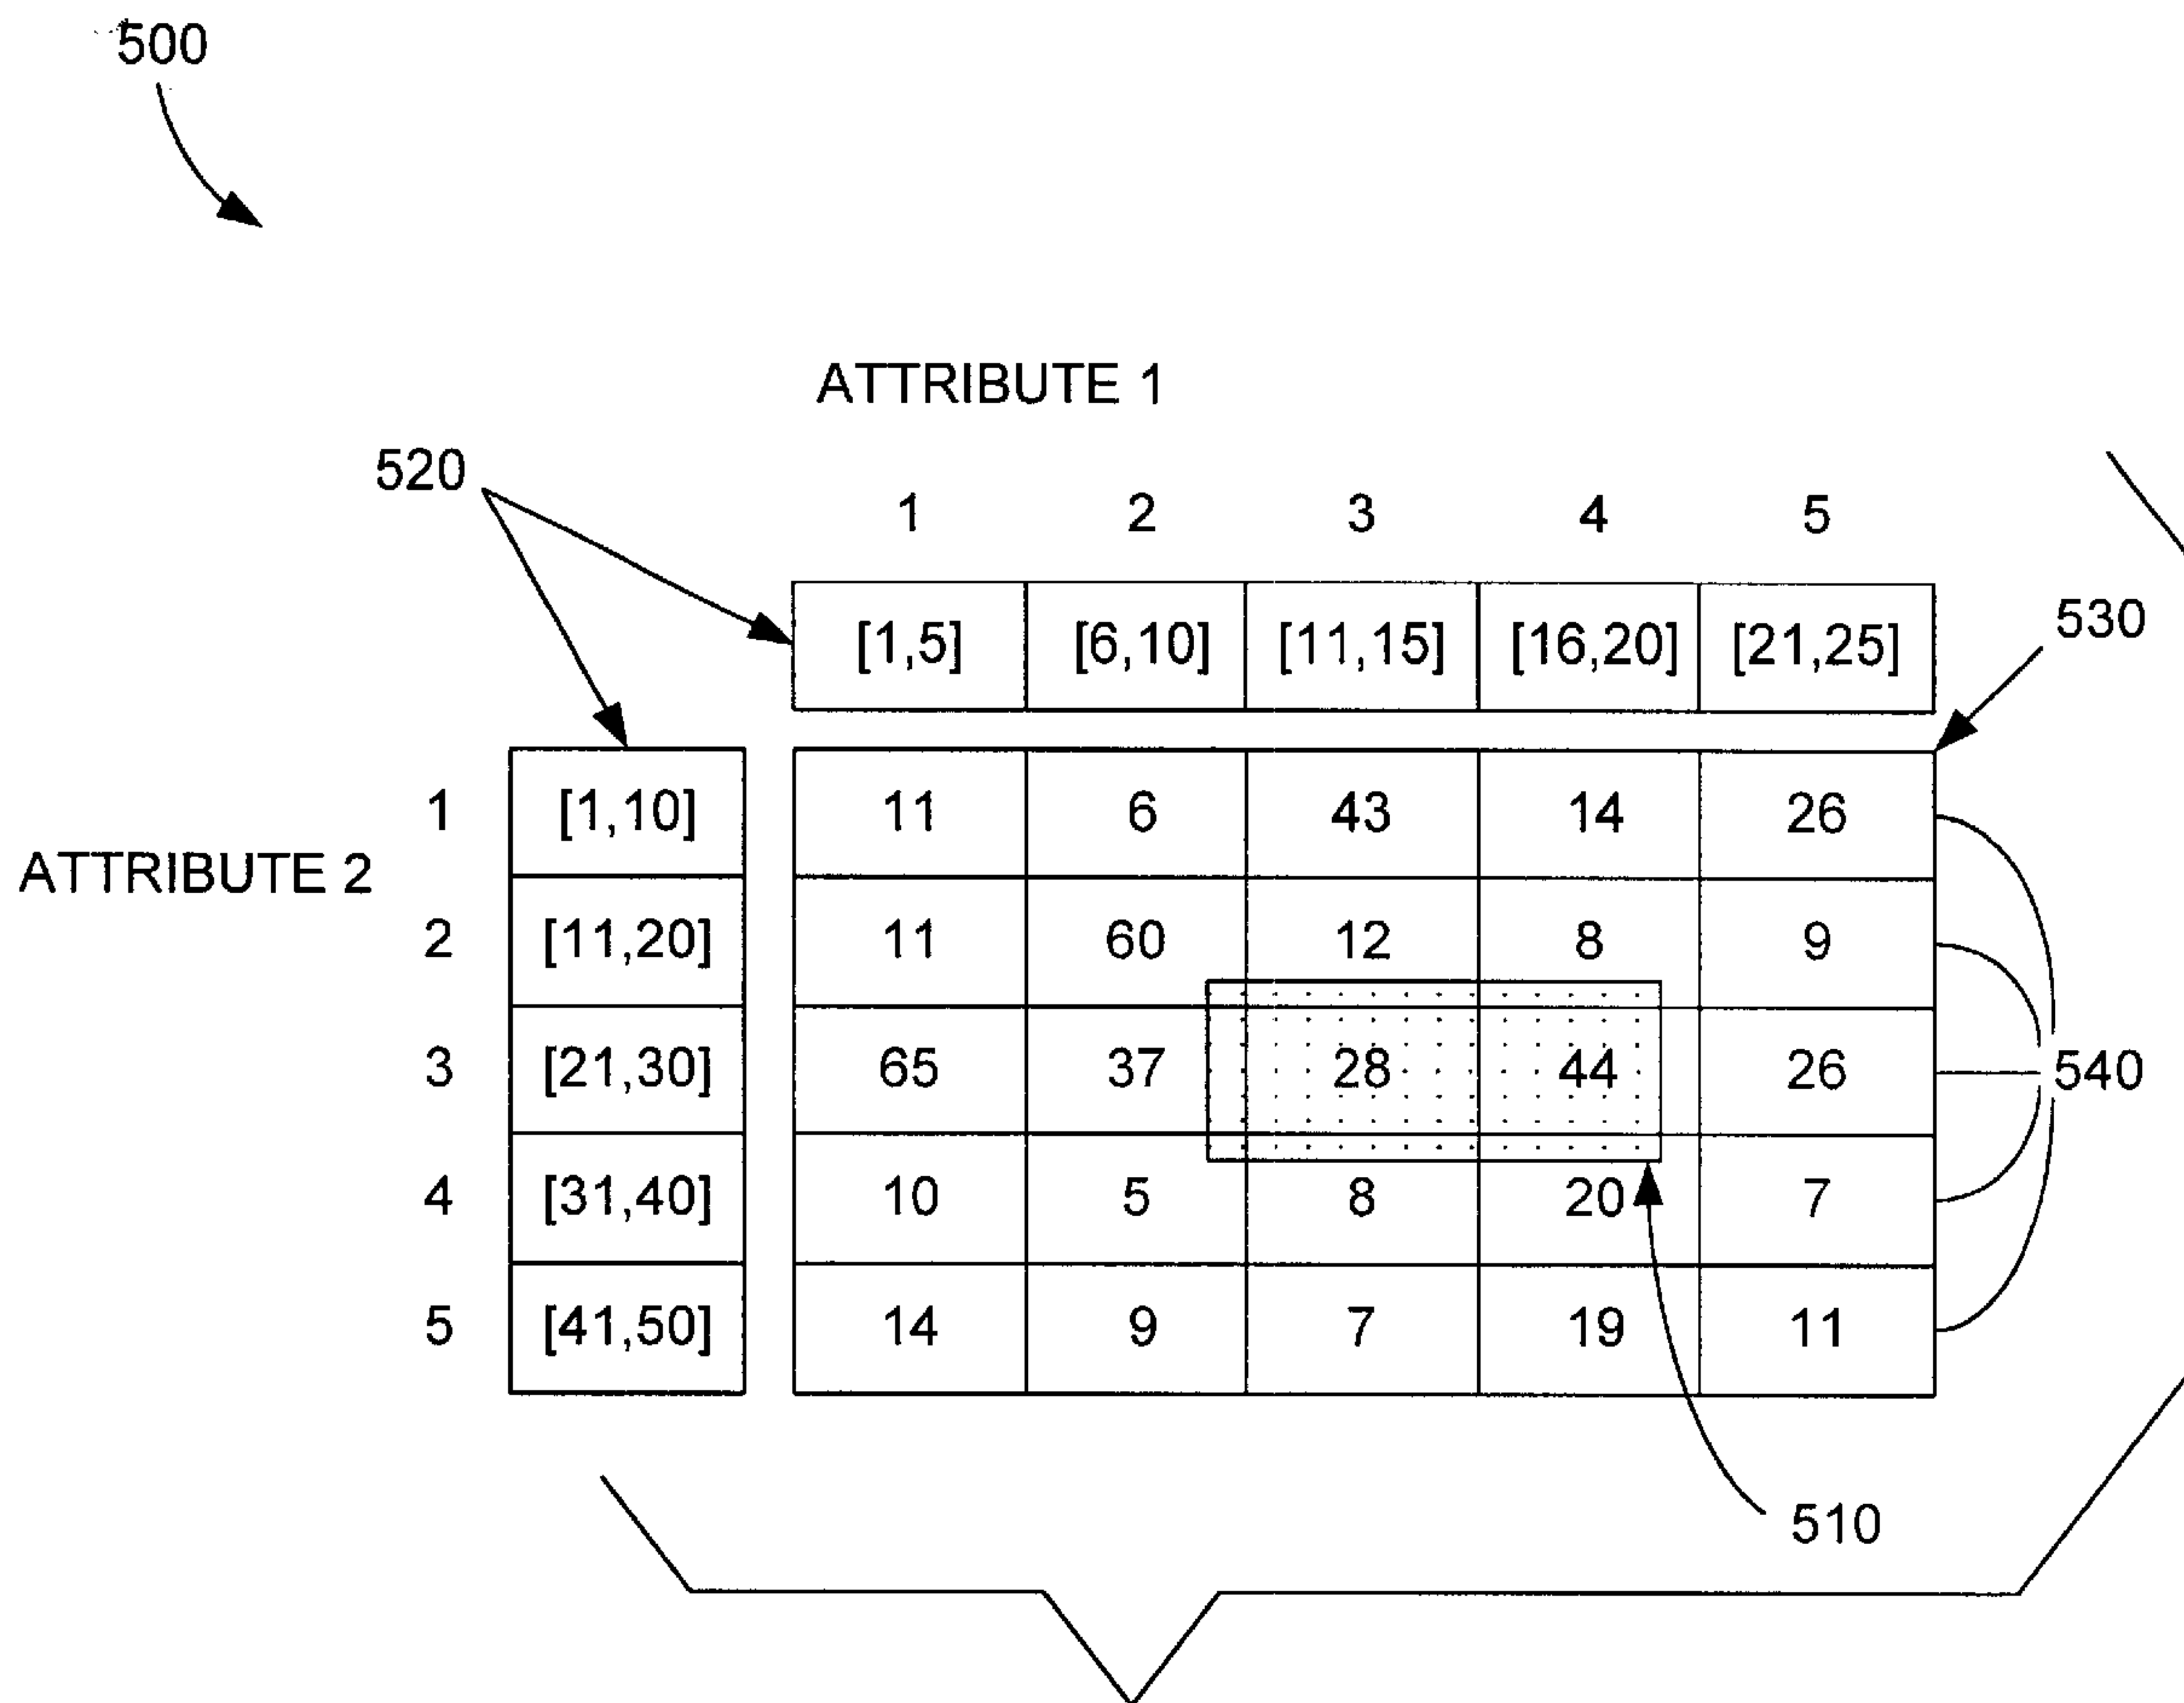 500
ATTRIBUTE 1
520
1 2 3 4 5
[1,5] [6,10] [11,15] [16,20] [21,25]
530
1 [1,10] 11 6 43 14 26
ATTRIBUTE 2
2 [11,20] 11 60 12 8 9
3 [21,30] 65 37 28 44 26
540
4 [31,40] 10 5 8 20 7
5 [41,50] 14 9 7 19 11
510